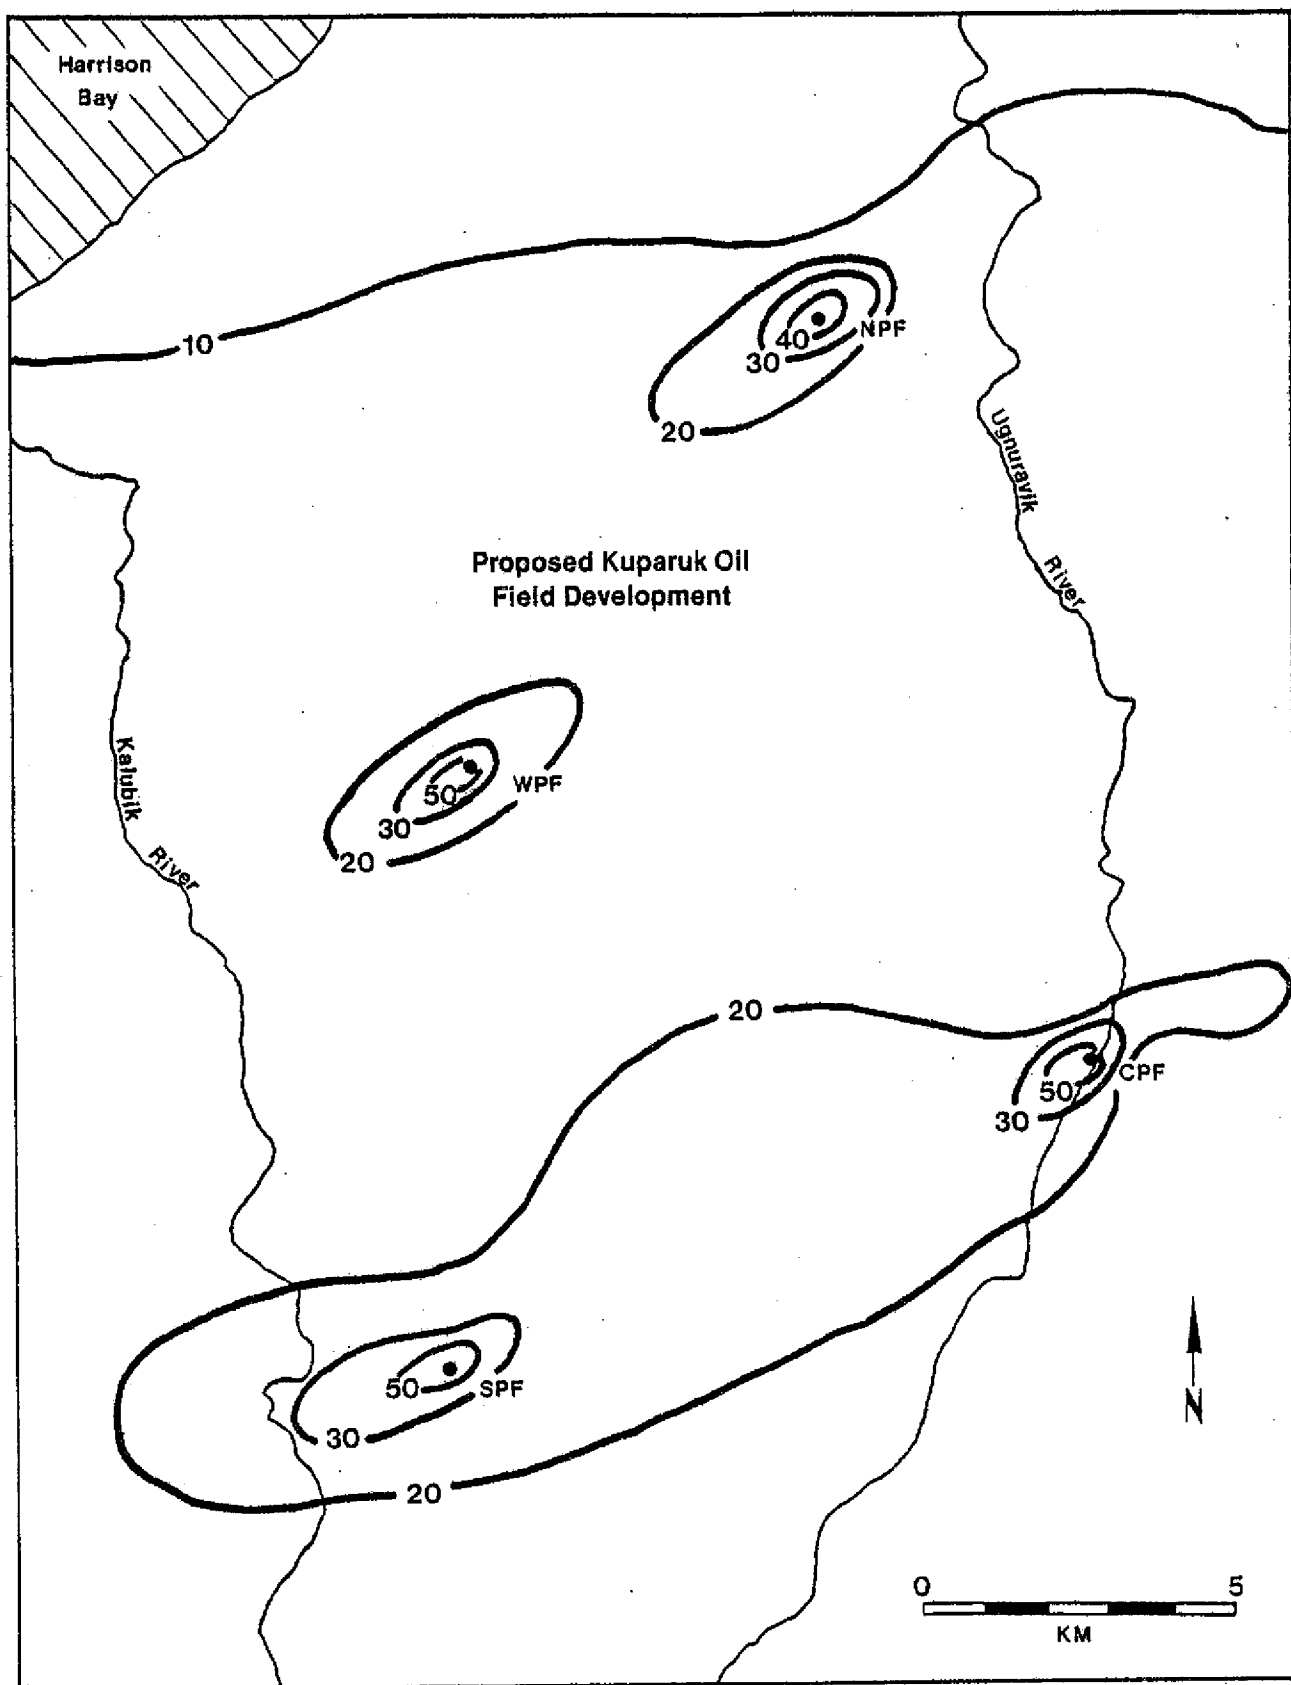 Harrison
Bay
10
NPF
40
30
20
Ugnuravik
River
Proposed Kuparuk Oil
Field Development
Kalubik
River
WPF
50
30
20
20
CPF
50
30
50
SPF
30
20
N
0 5
KM